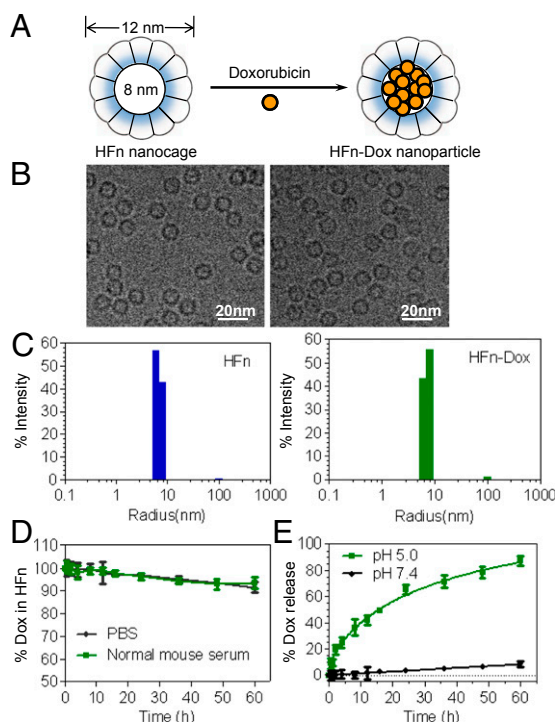 A
12 nm
8 nm
Doxorubicin
HFn nanocage
HFn-Dox nanoparticle
B
20nm
20nm
C
60
50
40
30
20
10
0
% Intensity
HFn
0.1 1 10 100 1000
Radius(nm)
60
50
40
30
20
10
0
% Intensity
HFn-Dox
0.1 1 10 100 1000
Radius(nm)
D
110
100
90
80
70
60
50
% Dox in HFn
PBS
Normal mouse serum
0 10 20 30 40 50 60
Time (h)
E
100
80
60
40
20
0
% Dox release
pH 5.0
pH 7.4
0 10 20 30 40 50 60
Time (h)